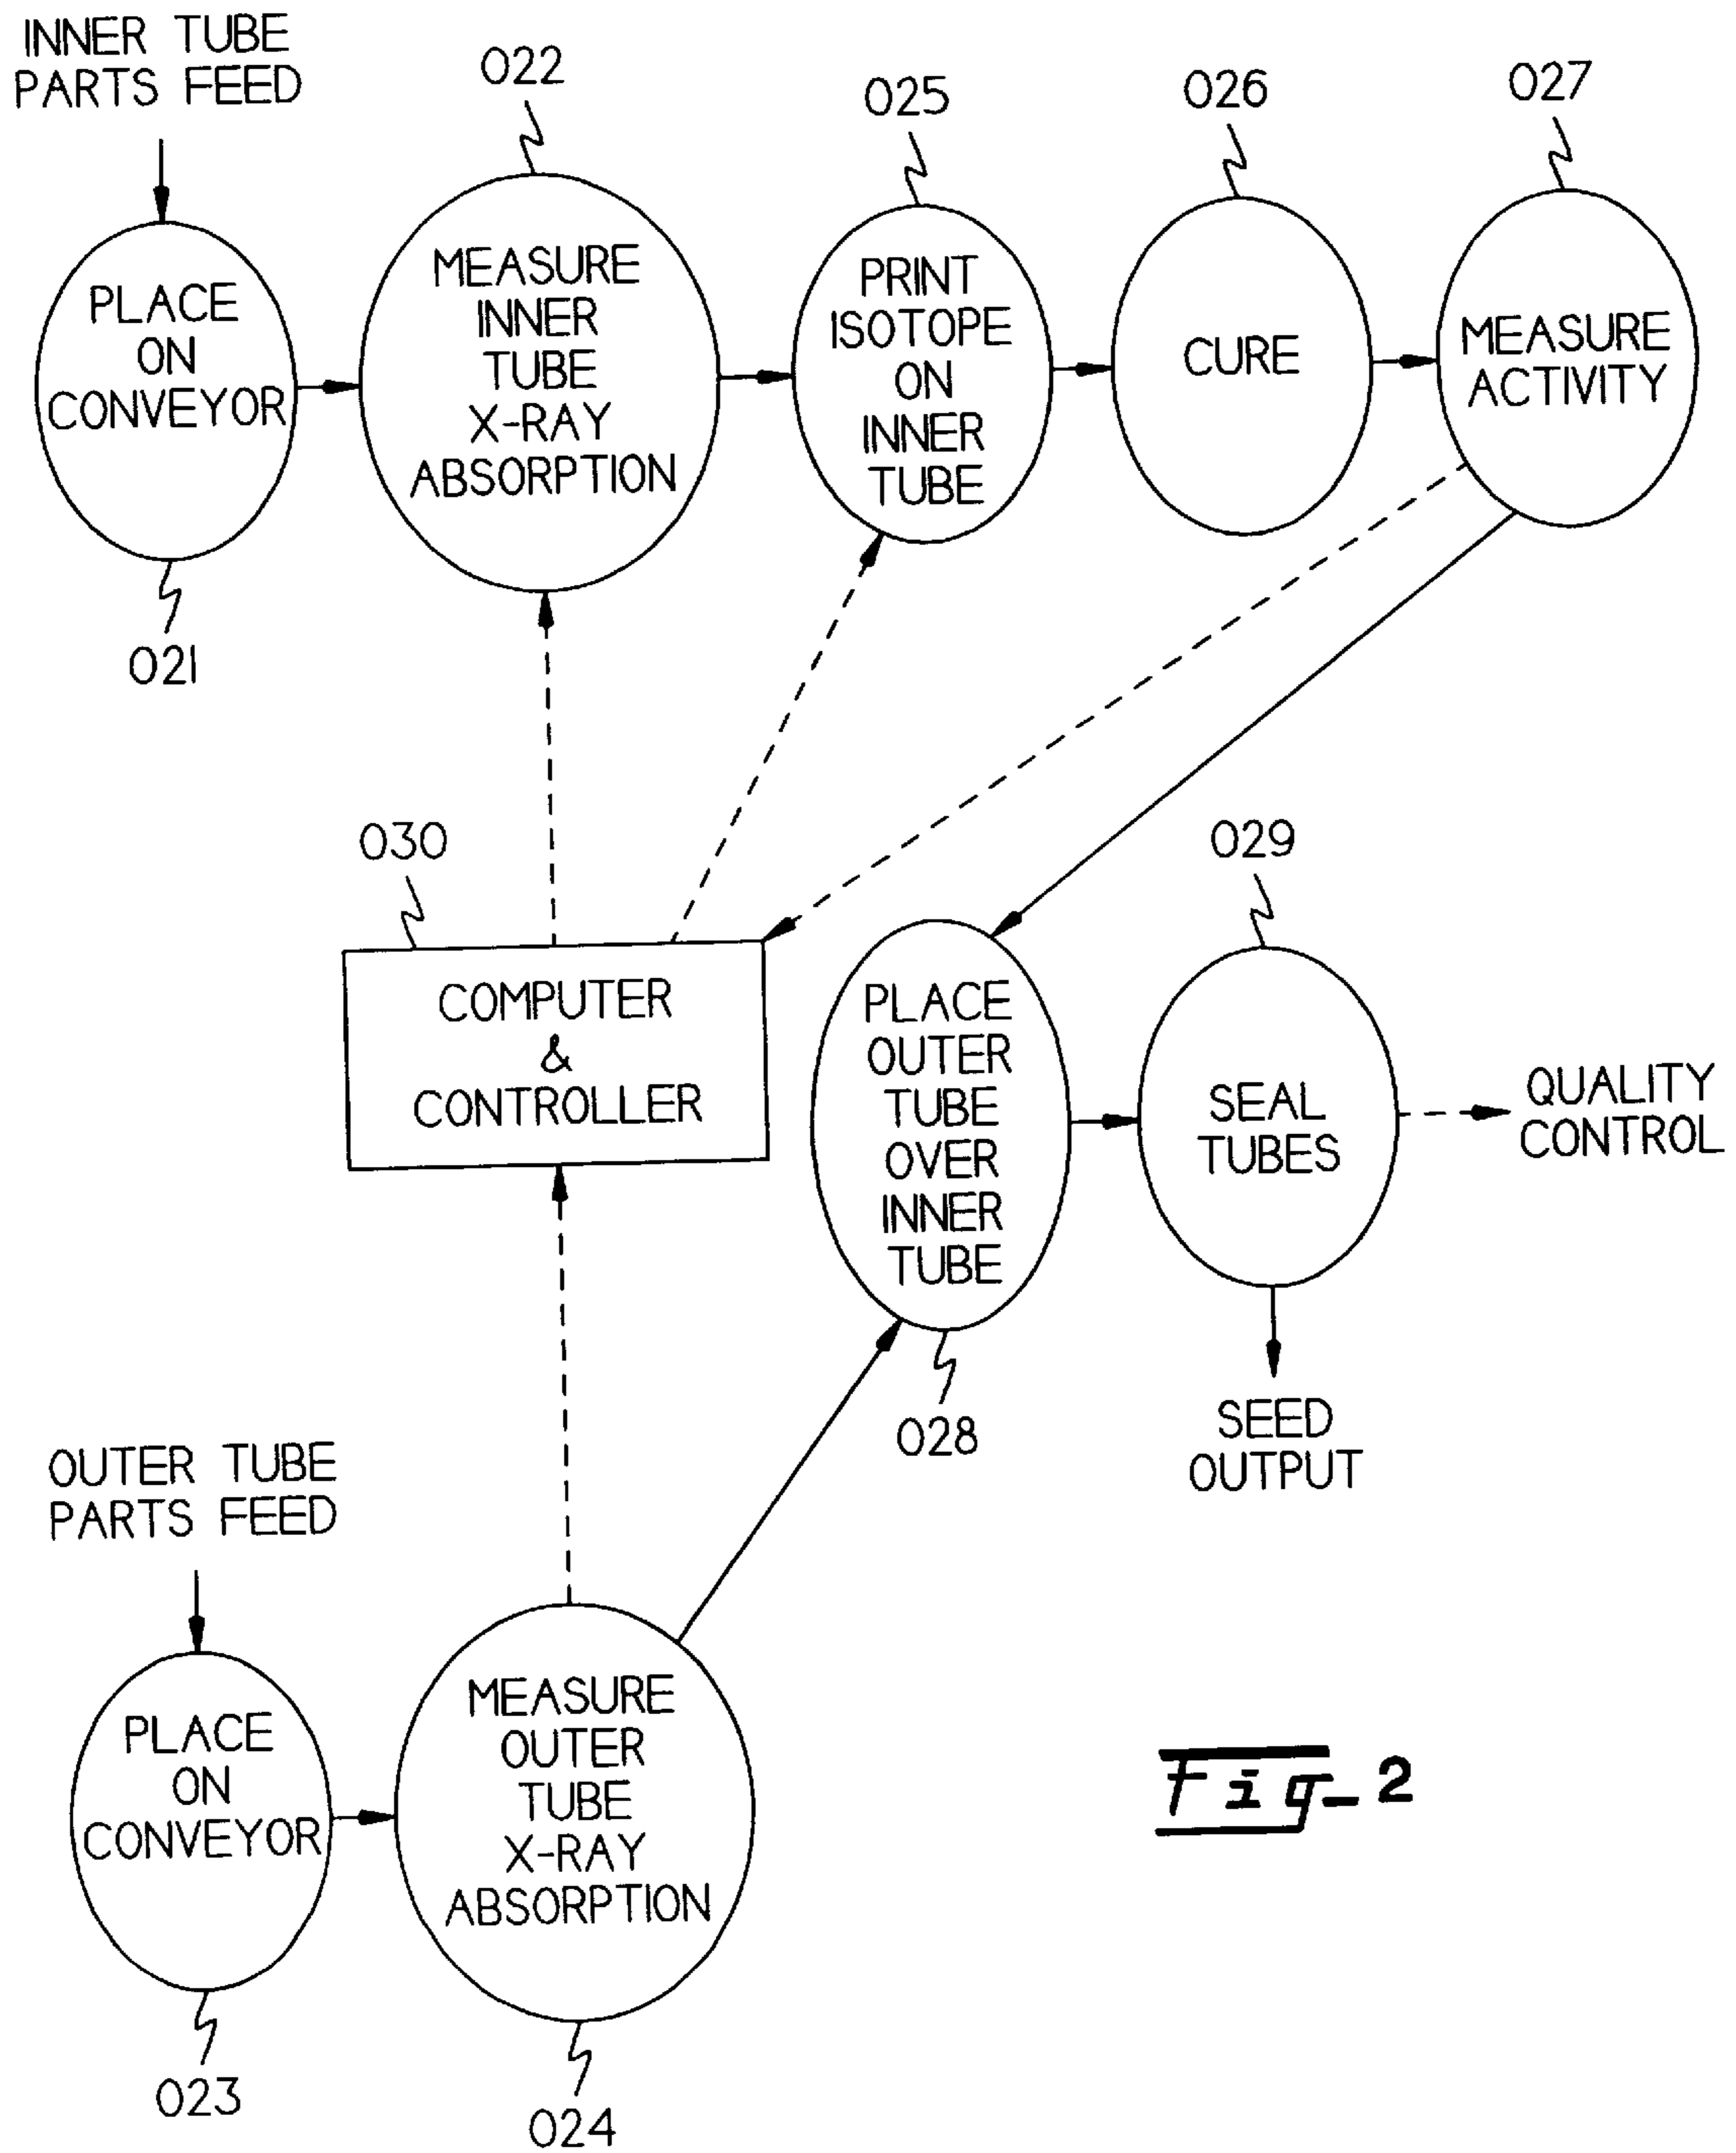 INNER TUBE
PARTS FEED
022
025
026
027
PLACE
ON
CONVEYOR
MEASURE
INNER
TUBE
X-RAY
ABSORPTION
PRINT
ISOTOPE
ON
INNER
TUBE
CURE
MEASURE
ACTIVITY
021
030
029
COMPUTER
&
CONTROLLER
PLACE
OUTER
TUBE
OVER
INNER
TUBE
SEAL
TUBES
QUALITY
CONTROL
028
SEED
OUTPUT
OUTER TUBE
PARTS FEED
PLACE
ON
CONVEYOR
MEASURE
OUTER
TUBE
X-RAY
ABSORPTION
Fig-2
023
024